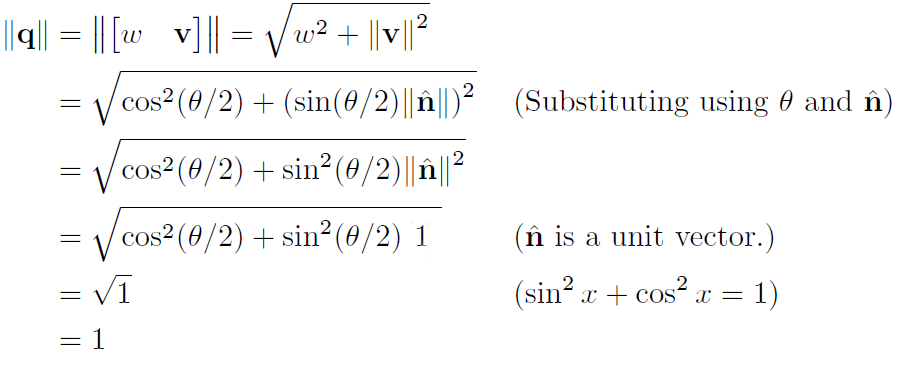 ‖q‖ = ‖[w v]‖ = √(w² + ‖v‖²)
= √(cos²(θ/2) + (sin(θ/2)‖n̂‖)²) (Substituting using θ and n̂)
= √(cos²(θ/2) + sin²(θ/2)‖n̂‖²)
= √(cos²(θ/2) + sin²(θ/2) 1) (n̂ is a unit vector.)
= √1 (sin² x + cos² x = 1)
= 1